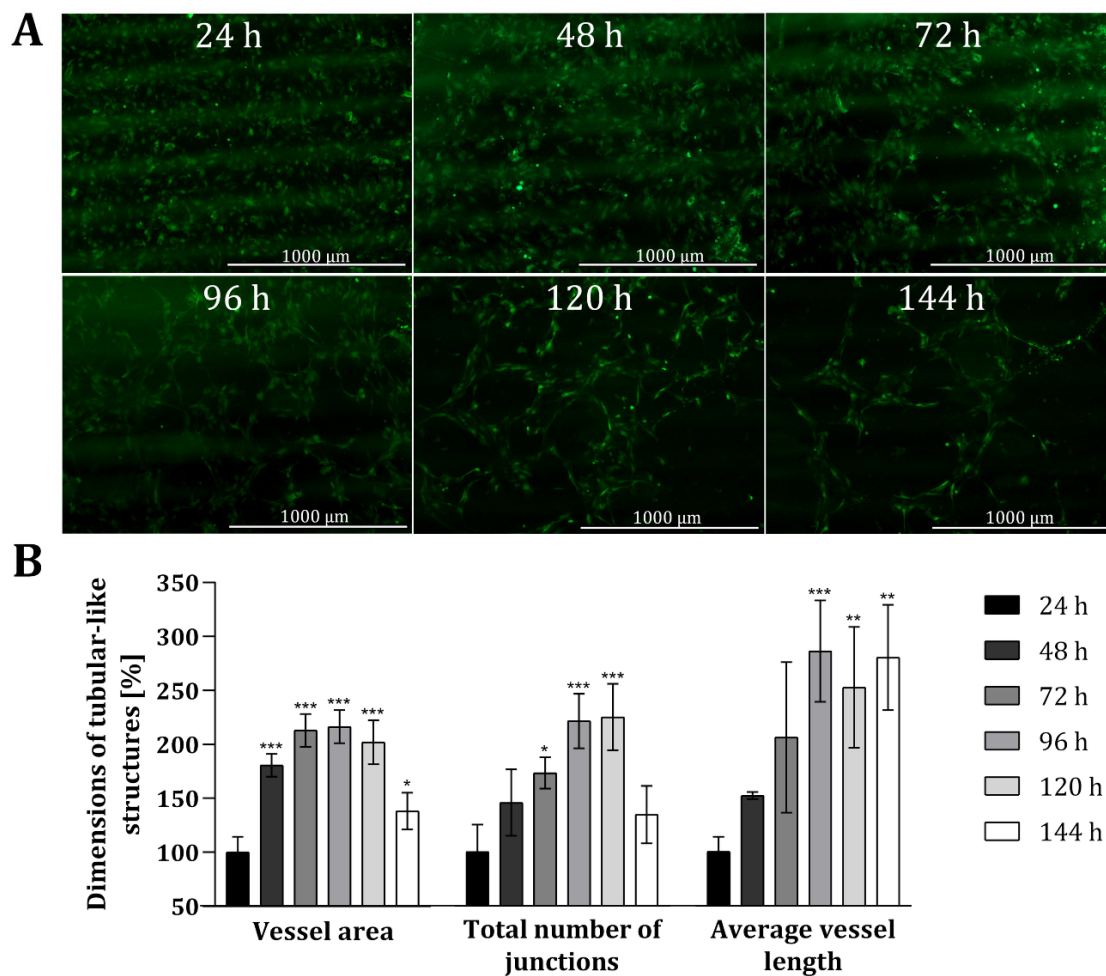 A
24 h
48 h
72 h
1000 µm
1000 µm
1000 µm
96 h
120 h
144 h
1000 µm
1000 µm
1000 µm
B
Dimensions of tubular-like
structures [%]
350
300
250
200
150
100
50
***
***
***
***
*
*
***
***
***
**
**
Vessel area
Total number of
junctions
Average vessel
length
24 h
48 h
72 h
96 h
120 h
144 h